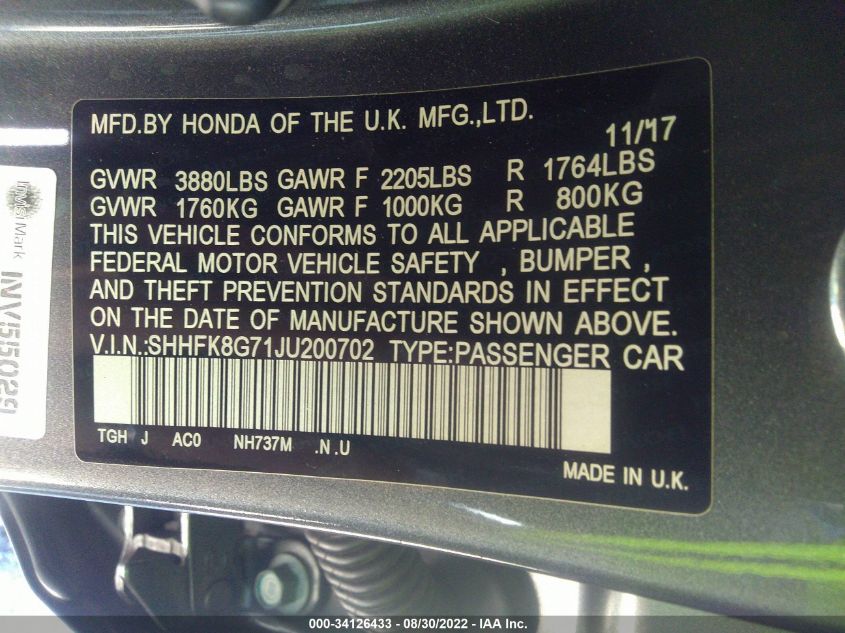 MFD.BY HONDA OF THE U.K. MFG.,LTD.
11/17
GVWR 3880LBS GAWR F 2205LBS R 1764LBS
GVWR 1760KG GAWR F 1000KG R 800KG
THIS VEHICLE CONFORMS TO ALL APPLICABLE
FEDERAL MOTOR VEHICLE SAFETY , BUMPER ,
AND THEFT PREVENTION STANDARDS IN EFFECT
ON THE DATE OF MANUFACTURE SHOWN ABOVE.
V.I.N.:SHHFK8G71JU200702 TYPE:PASSENGER CAR
TGH J AC0 NH737M .N .U
MADE IN U.K.
InvisiMark
INV555029
000-34126433 / 08/30/2022 - IAA Inc.